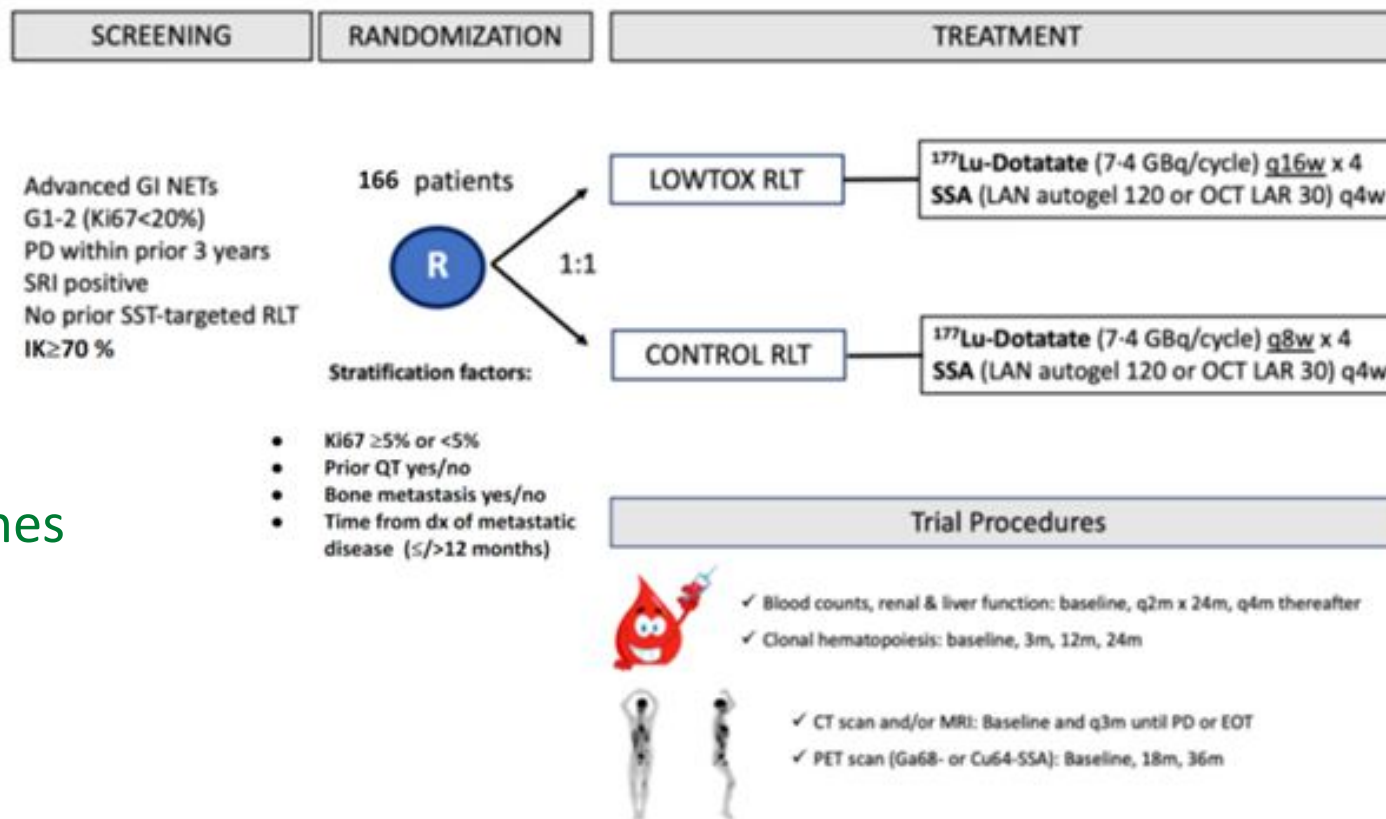 SCREENING
RANDOMIZATION
TREATMENT
Advanced GI NETs
G1-2 (Ki67<20%)
PD within prior 3 years
SRI positive
No prior SST-targeted RLT
IK≥70 %
166 patients
R
1:1
Stratification factors:
● Ki67 ≥5% or <5%
● Prior QT yes/no
● Bone metastasis yes/no
● Time from dx of metastatic
disease (≤/>12 months)
LOWTOX RLT
¹⁷⁷Lu-Dotatate (7·4 GBq/cycle) q16w x 4
SSA (LAN autogel 120 or OCT LAR 30) q4w
CONTROL RLT
¹⁷⁷Lu-Dotatate (7·4 GBq/cycle) q8w x 4
SSA (LAN autogel 120 or OCT LAR 30) q4w
nes
Trial Procedures
✓ Blood counts, renal & liver function: baseline, q2m x 24m, q4m thereafter
✓ Clonal hematopoiesis: baseline, 3m, 12m, 24m
✓ CT scan and/or MRI: Baseline and q3m until PD or EOT
✓ PET scan (Ga68- or Cu64-SSA): Baseline, 18m, 36m